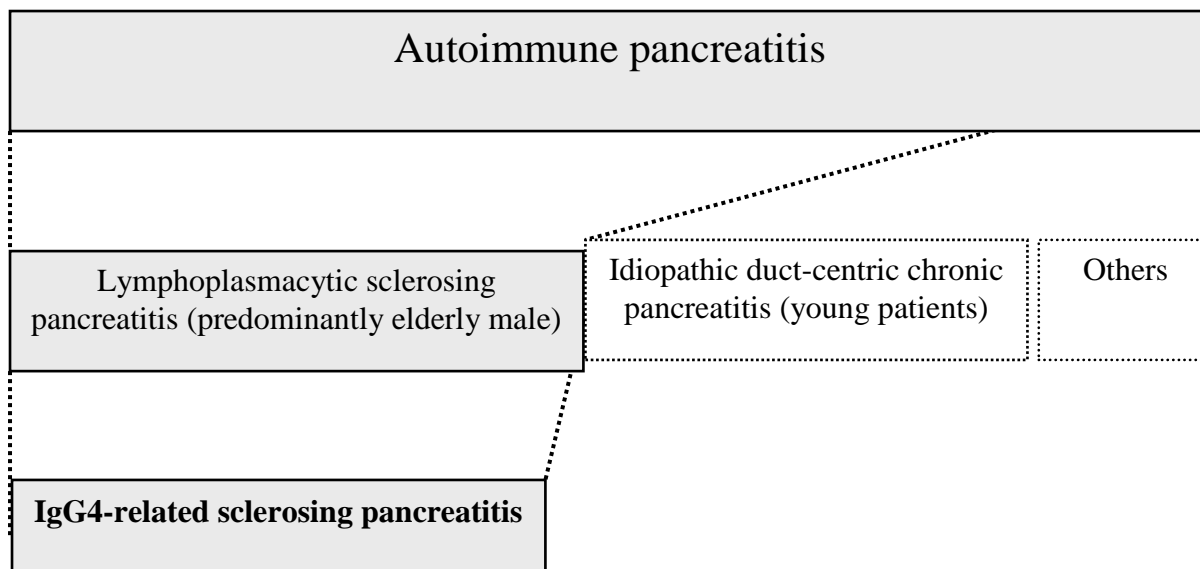 Autoimmune pancreatitis
Lymphoplasmacytic sclerosing
pancreatitis (predominantly elderly male)
Idiopathic duct-centric chronic
pancreatitis (young patients)
Others
IgG4-related sclerosing pancreatitis